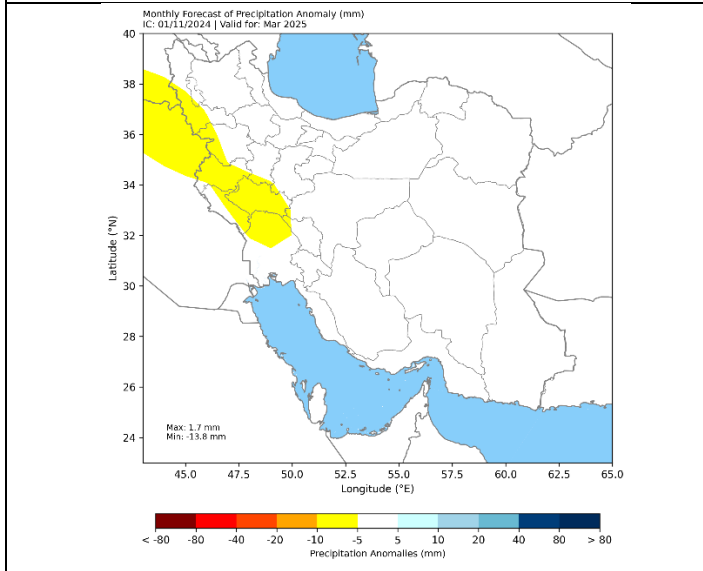 Monthly Forecast of Precipitation Anomaly (mm)
IC: 01/11/2024 | Valid for: Mar 2025
40
38
36
34
32
30
28
26
24
Latitude (°N)
Max: 1.7 mm
Min: -13.8 mm
45.0 47.5 50.0 52.5 55.0 57.5 60.0 62.5 65.0
Longitude (°E)
< -80 -80 -40 -20 -10 -5 5 10 20 40 80 > 80
Precipitation Anomalies (mm)